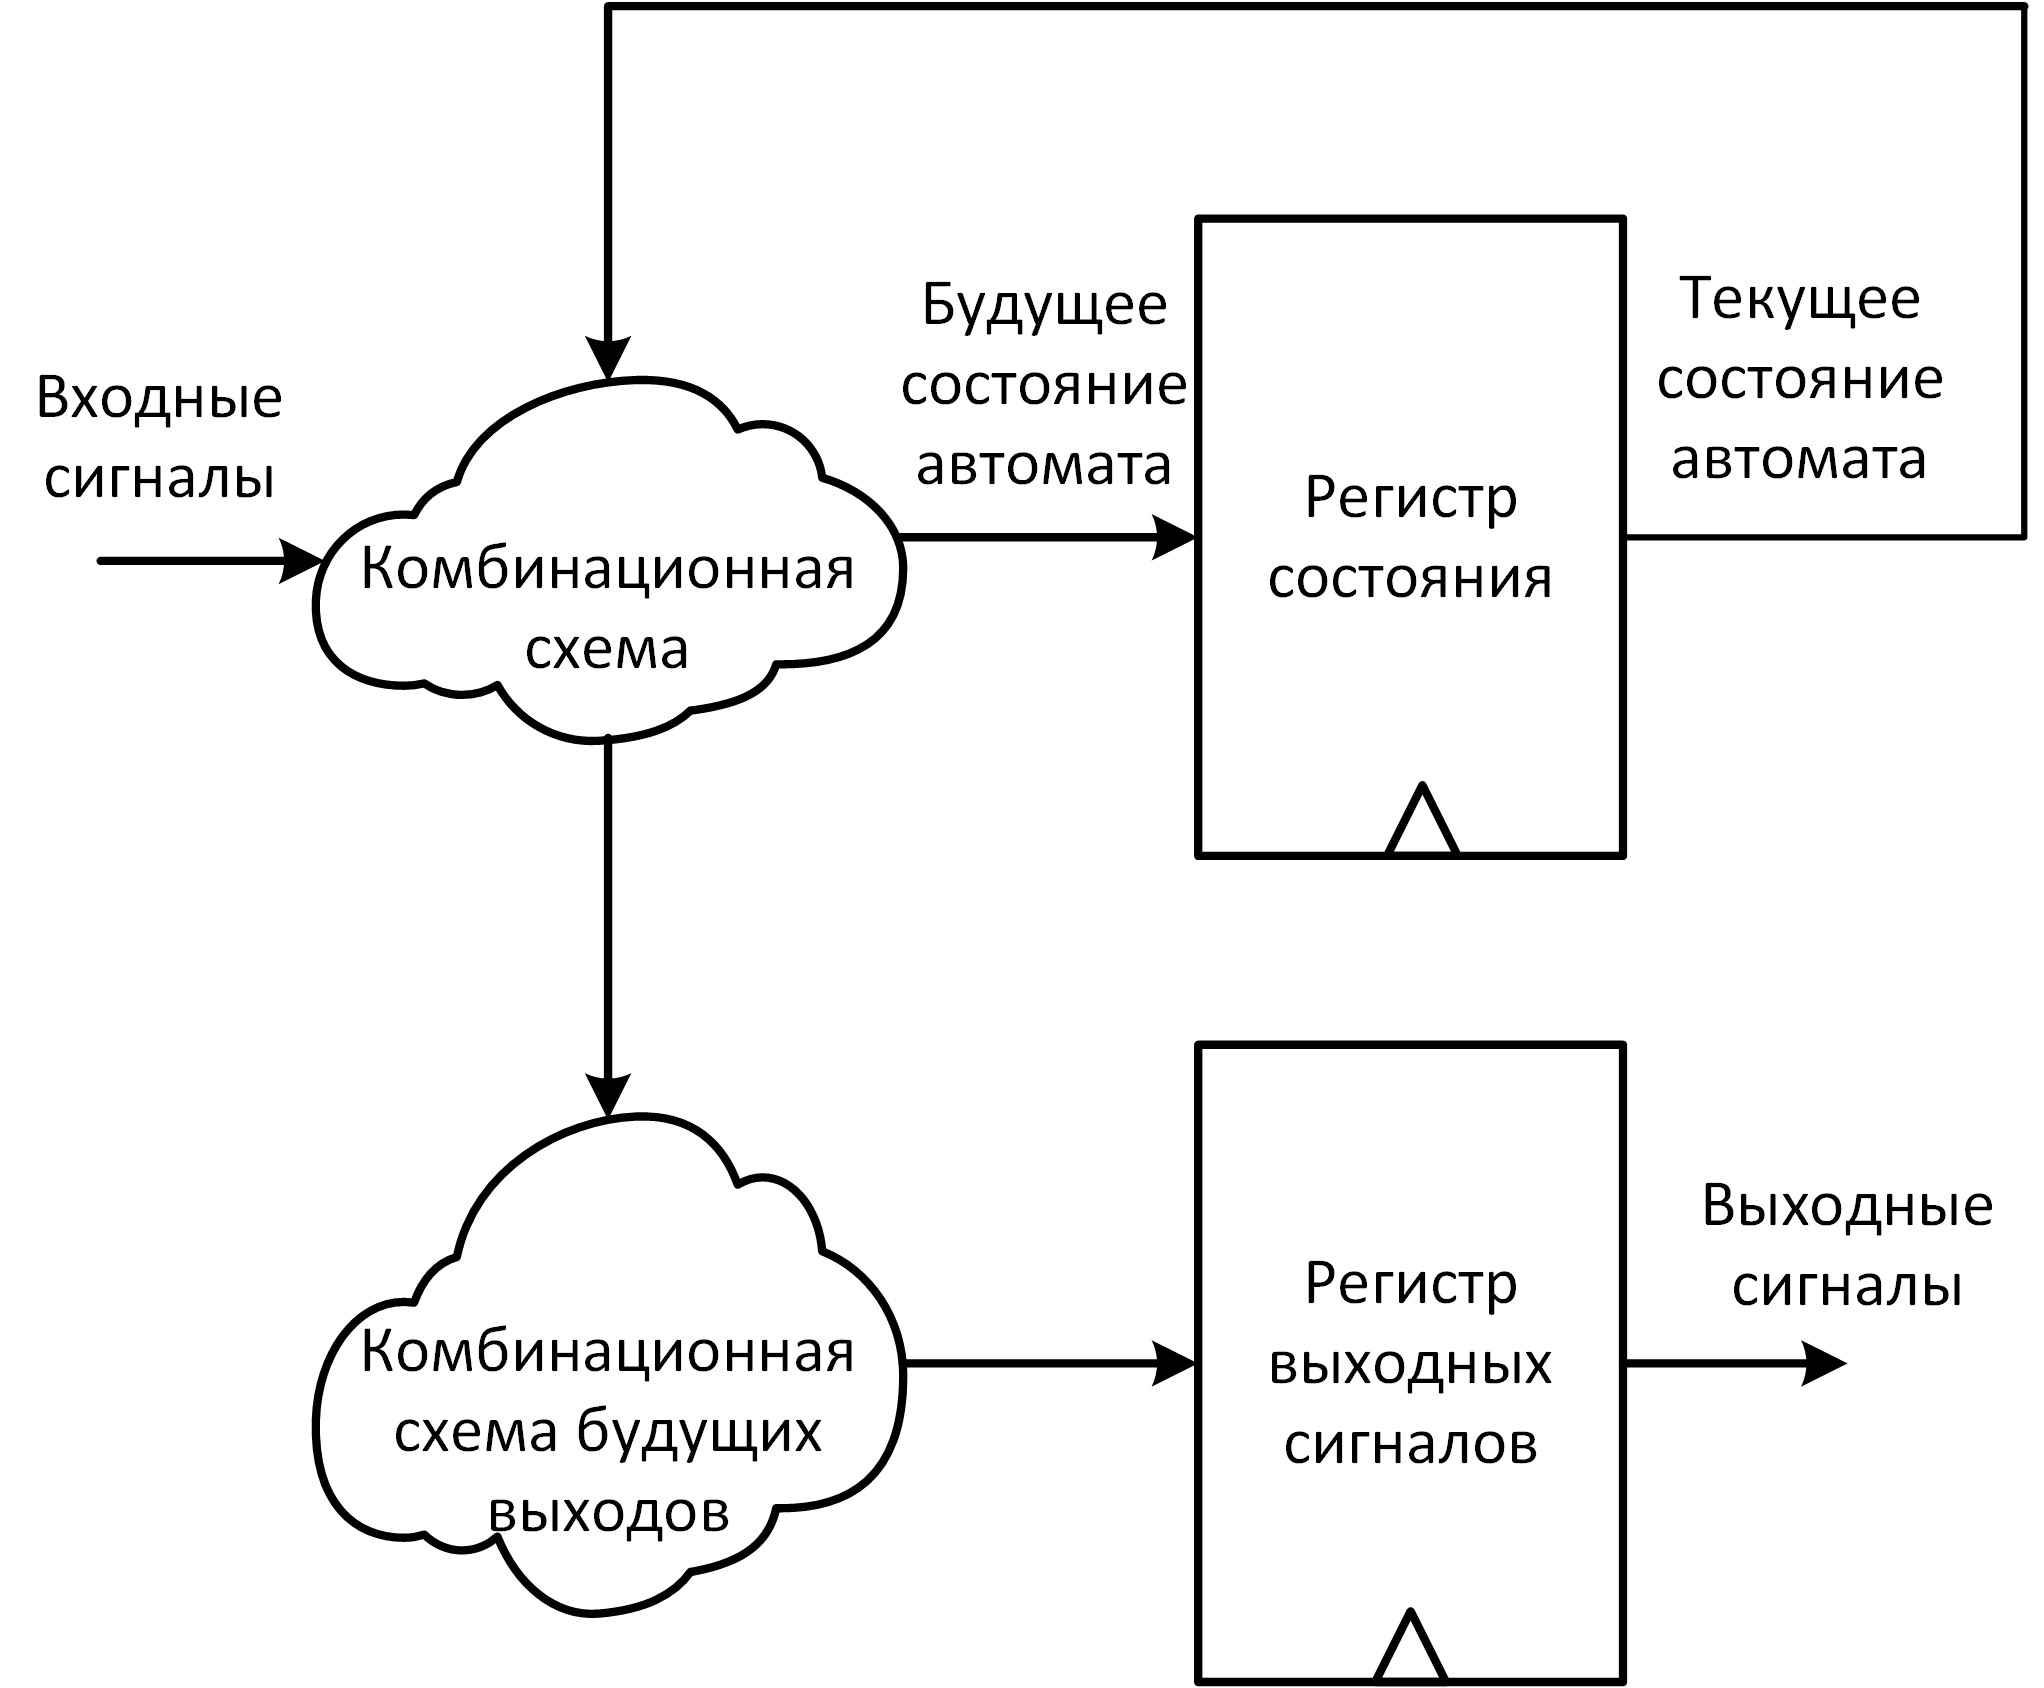 Входные
сигналы
Комбинационная
схема
Будущее
состояние
автомата
Регистр
состояния
Текущее
состояние
автомата
Комбинационная
схема будущих
выходов
Регистр
выходных
сигналов
Выходные
сигналы